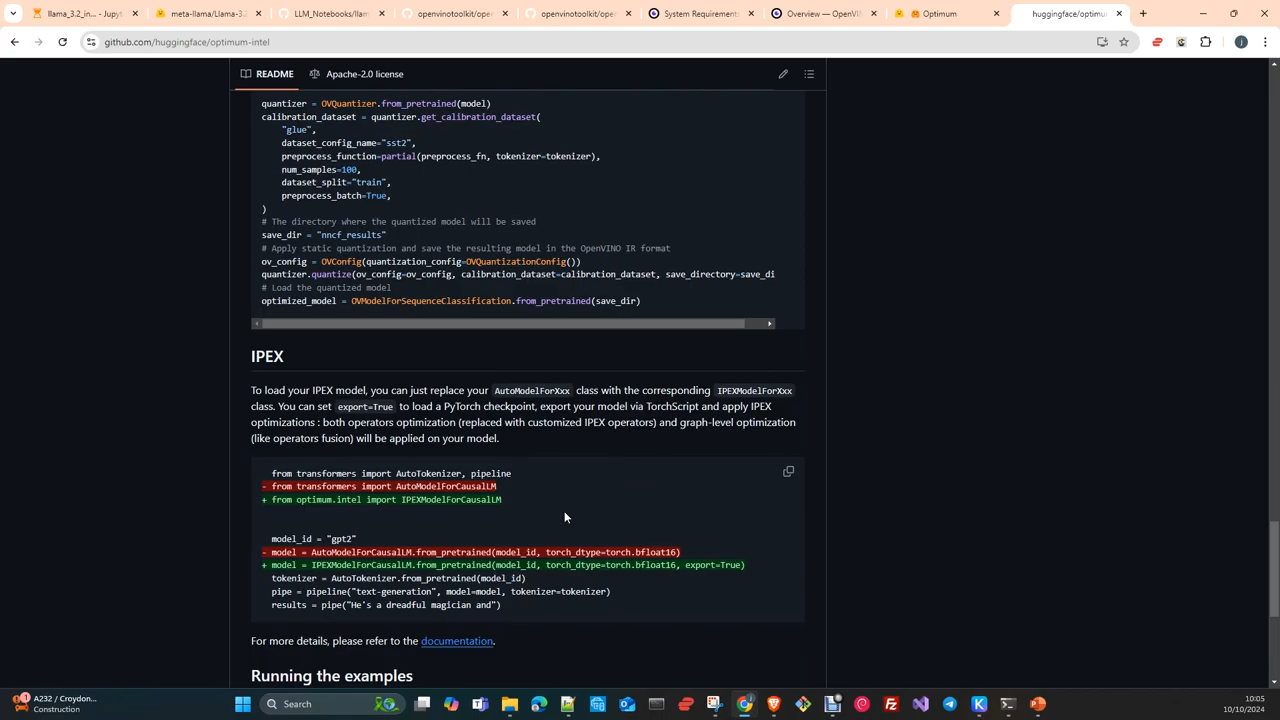 llama_3.2_in... - Jupyt
meta-llama/Llama-3.
LLM_Notebooks/llam
openvinotoolkit/open
openvinotoolkit/open
System Requirements
Overview — OpenVI
Optimum
huggingface/optimu
github.com/huggingface/optimum-intel
README
Apache-2.0 license
quantizer = OVQuantizer.from_pretrained(model)
calibration_dataset = quantizer.get_calibration_dataset(
"glue",
dataset_config_name="sst2",
preprocess_function=partial(preprocess_fn, tokenizer=tokenizer),
num_samples=100,
dataset_split="train",
preprocess_batch=True,
)
# The directory where the quantized model will be saved
save_dir = "nncf_results"
# Apply static quantization and save the resulting model in the OpenVINO IR format
ov_config = OVConfig(quantization_config=OVQuantizationConfig())
quantizer.quantize(ov_config=ov_config, calibration_dataset=calibration_dataset, save_directory=save_di
# Load the quantized model
optimized_model = OVModelForSequenceClassification.from_pretrained(save_dir)
IPEX
To load your IPEX model, you can just replace your AutoModelForXxx class with the corresponding IPEXModelForXxx
class. You can set export=True to load a PyTorch checkpoint, export your model via TorchScript and apply IPEX
optimizations : both operators optimization (replaced with customized IPEX operators) and graph-level optimization
(like operators fusion) will be applied on your model.
from transformers import AutoTokenizer, pipeline
- from transformers import AutoModelForCausalLM
+ from optimum.intel import IPEXModelForCausalLM
model_id = "gpt2"
- model = AutoModelForCausalLM.from_pretrained(model_id, torch_dtype=torch.bfloat16)
+ model = IPEXModelForCausalLM.from_pretrained(model_id, torch_dtype=torch.bfloat16, export=True)
tokenizer = AutoTokenizer.from_pretrained(model_id)
pipe = pipeline("text-generation", model=model, tokenizer=tokenizer)
results = pipe("He's a dreadful magician and")
For more details, please refer to the documentation.
Running the examples
A232 / Croydon...
Construction
Search
10:05
10/10/2024